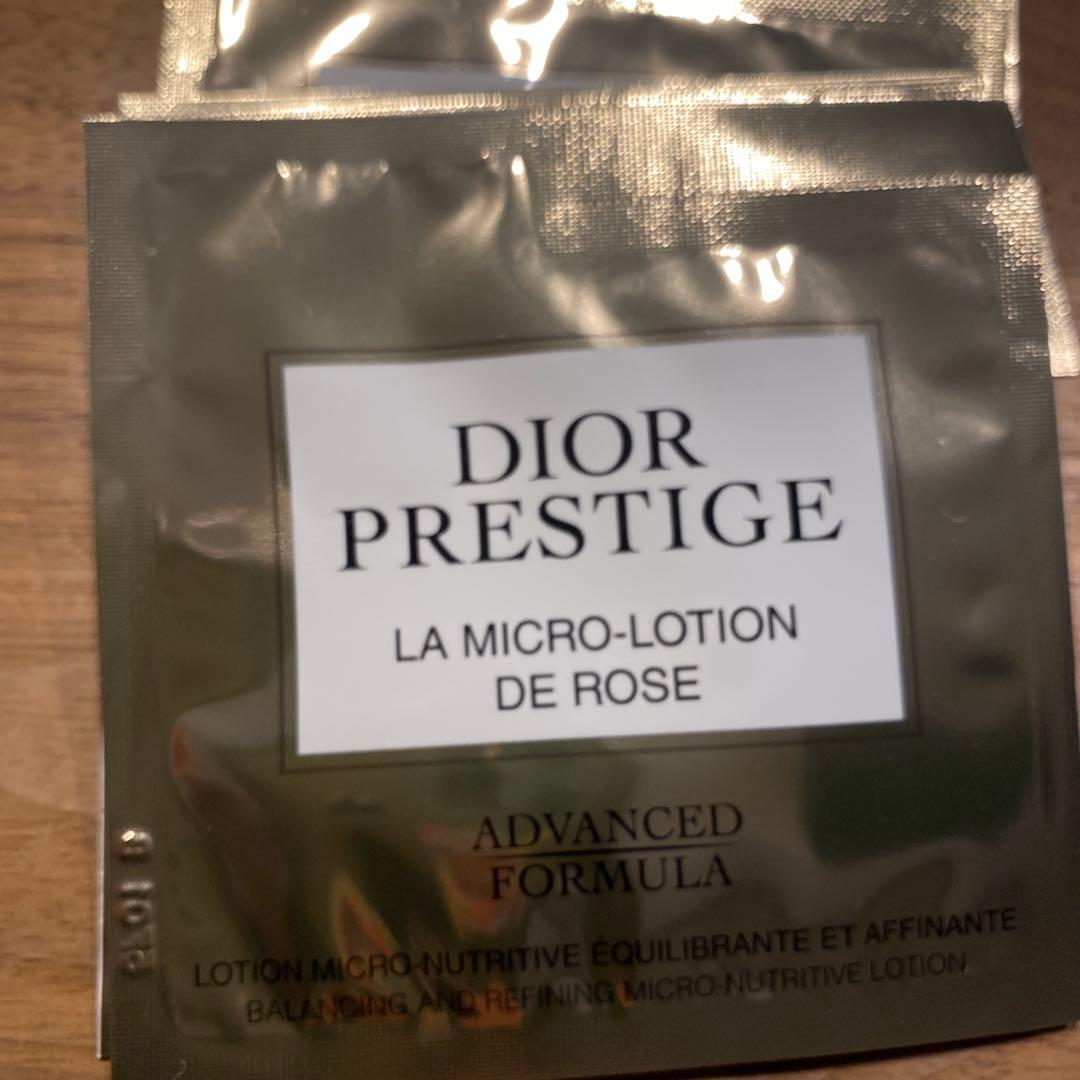 DIOR
PRESTIGE
LA MICRO-LOTION
DE ROSE
ADVANCED
FORMULA
LOTION MICRO-NUTRITIVE ÉQUILIBRANTE ET AFFINANTE
BALANCING AND REFINING MICRO-NUTRITIVE LOTION